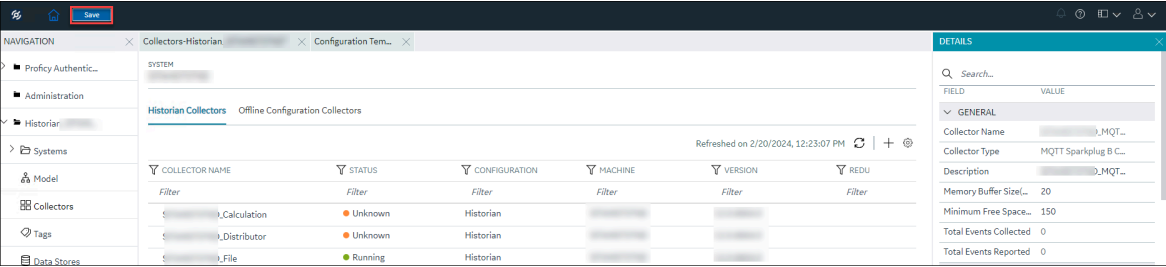 Save
NAVIGATION
Collectors-Historian
Configuration Tem...
DETAILS
Proficy Authentic...
Administration
Historian
Systems
Model
Collectors
Tags
Data Stores
SYSTEM
Historian Collectors Offline Configuration Collectors
Refreshed on 2/20/2024, 12:23:07 PM
COLLECTOR NAME STATUS CONFIGURATION MACHINE VERSION REDU
Filter Filter Filter Filter Filter Filter
_Calculation Unknown Historian
_Distributor Unknown Historian
_File Running Historian
Search...
FIELD VALUE
GENERAL
Collector Name _MQT...
Collector Type MQTT Sparkplug B C...
Description _MQT...
Memory Buffer Size(... 20
Minimum Free Space... 150
Total Events Collected 0
Total Events Reported 0